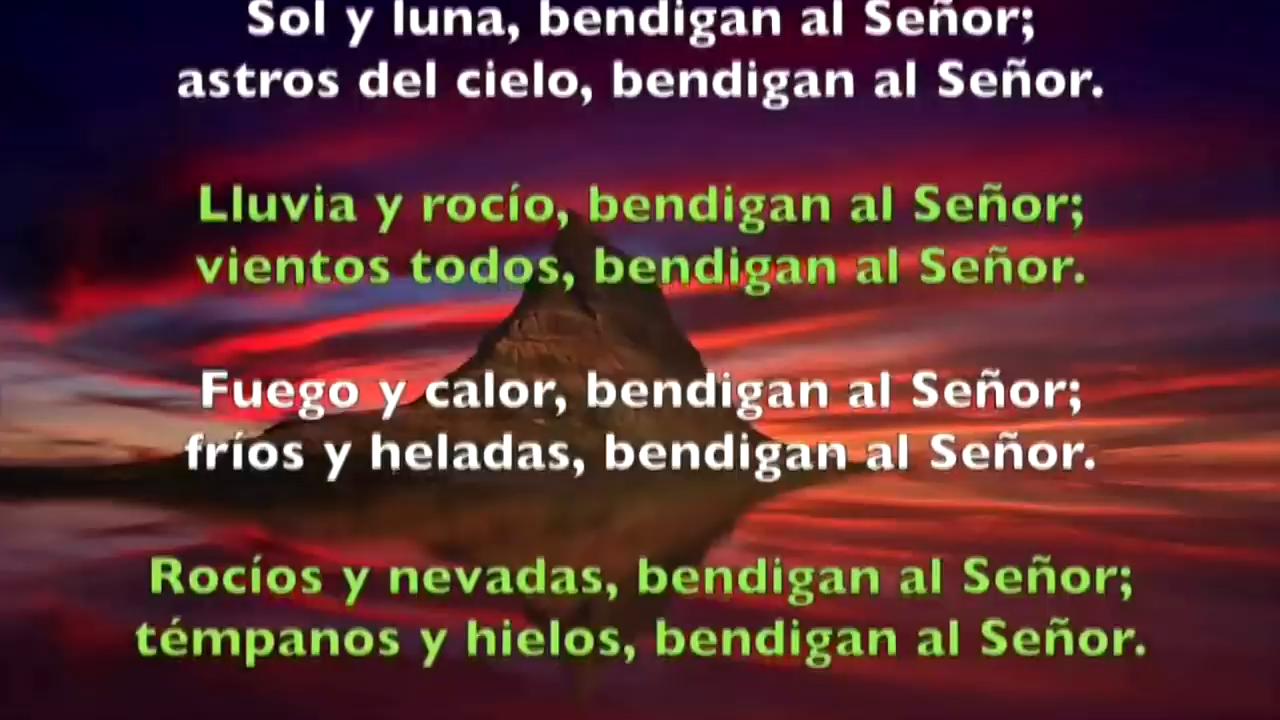 Sol y luna, bendigan al Señor;
astros del cielo, bendigan al Señor.
Lluvia y rocío, bendigan al Señor;
vientos todos, bendigan al Señor.
Fuego y calor, bendigan al Señor;
fríos y heladas, bendigan al Señor.
Rocíos y nevadas, bendigan al Señor;
témpanos y hielos, bendigan al Señor.